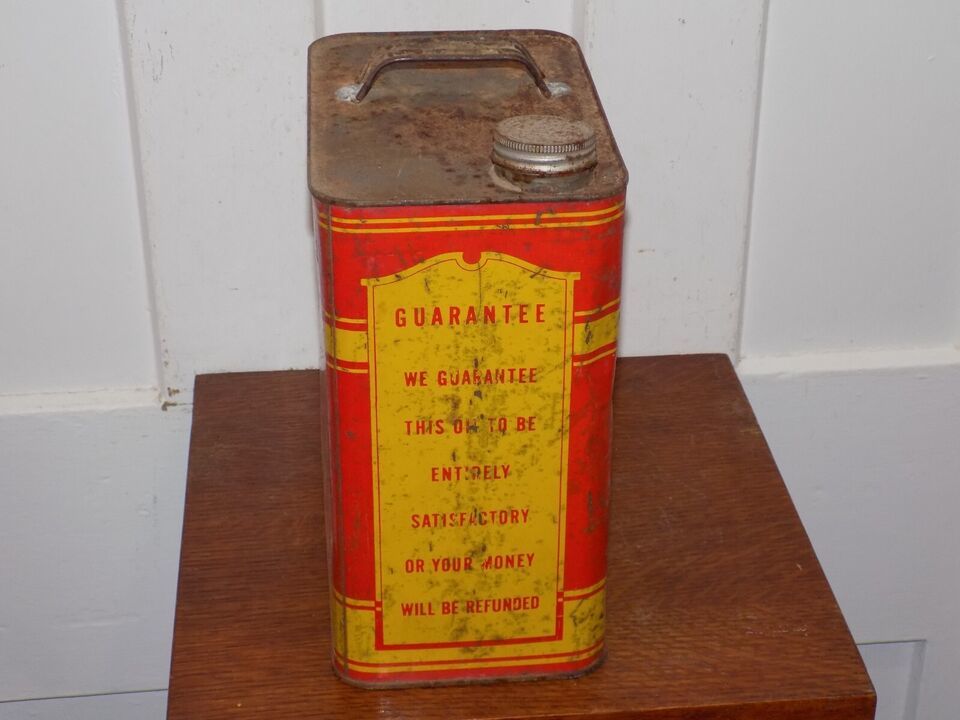 GUARANTEE
WE GUARANTEE
THIS OIL TO BE
ENTIRELY
SATISFACTORY
OR YOUR MONEY
WILL BE REFUNDED